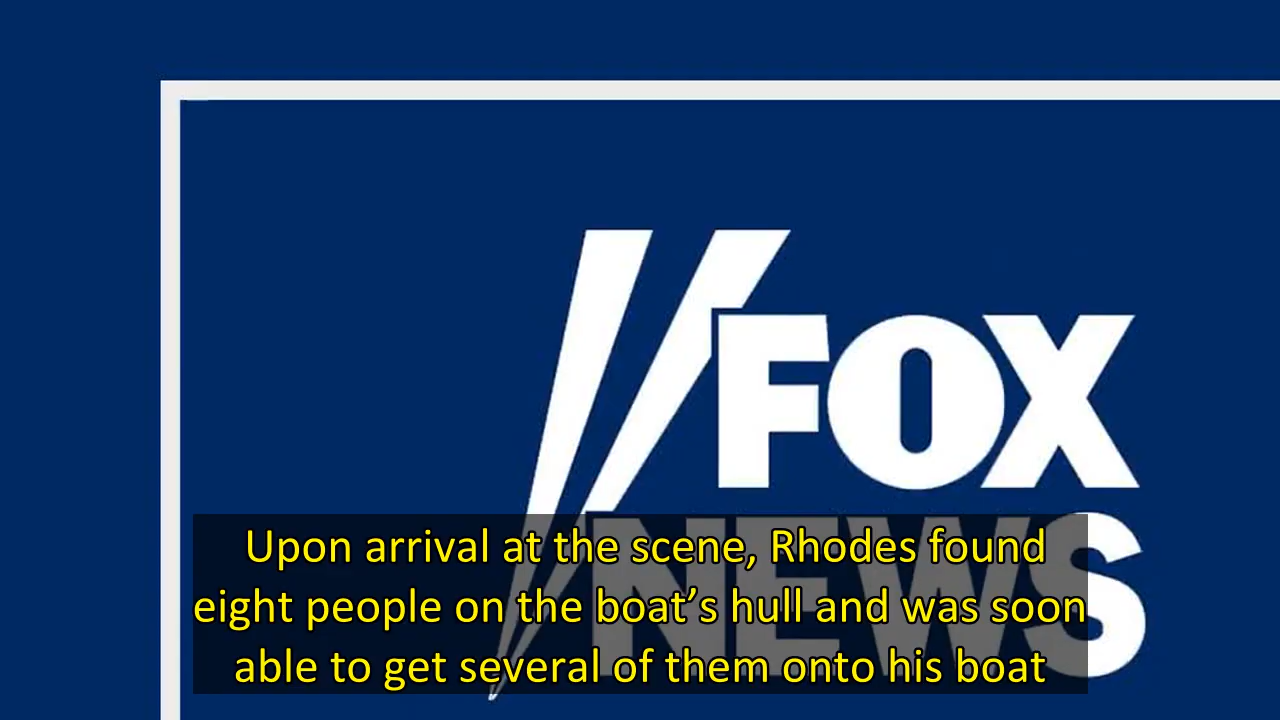 FOX
NEWS
Upon arrival at the scene, Rhodes found
eight people on the boat’s hull and was soon
able to get several of them onto his boat